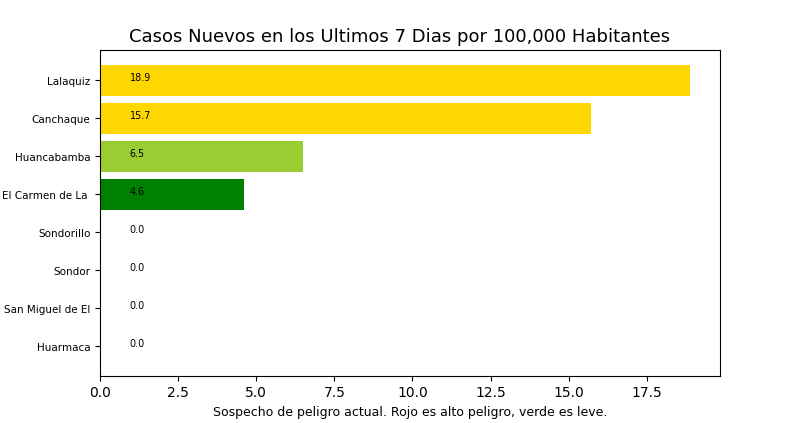 Casos Nuevos en los Ultimos 7 Dias por 100,000 Habitantes
Lalaquiz 18.9
Canchaque 15.7
Huancabamba 6.5
El Carmen de La 4.6
Sondorillo 0.0
Sondor 0.0
San Miguel de El 0.0
Huarmaca 0.0
0.0 2.5 5.0 7.5 10.0 12.5 15.0 17.5
Sospecho de peligro actual. Rojo es alto peligro, verde es leve.